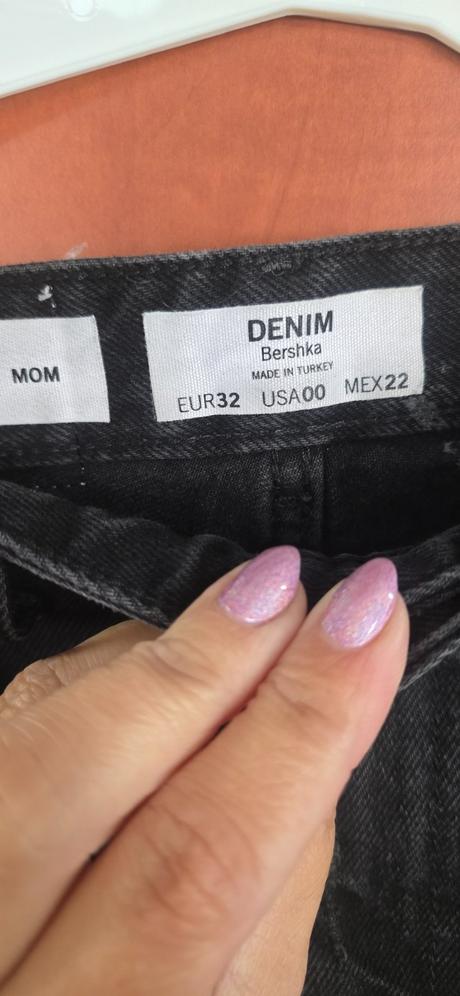 MOM
DENIM
Bershka
MADE IN TURKEY
EUR32 USA00 MEX22